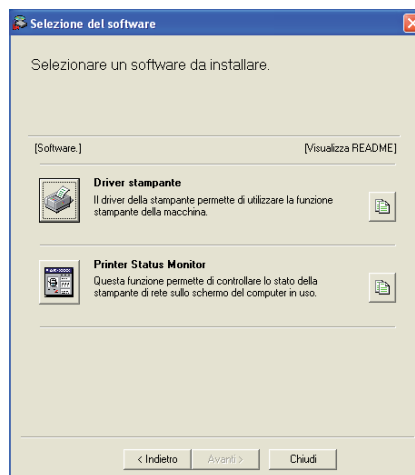 Selezione del software
Selezionare un software da installare.
[Software.] [Visualizza README]
Driver stampante
Il driver della stampante permette di utilizzare la funzione
stampante della macchina.
Printer Status Monitor
Questa funzione permette di controllare lo stato della
stampante di rete sullo schermo del computer in uso.
< Indietro Avanti > Chiudi